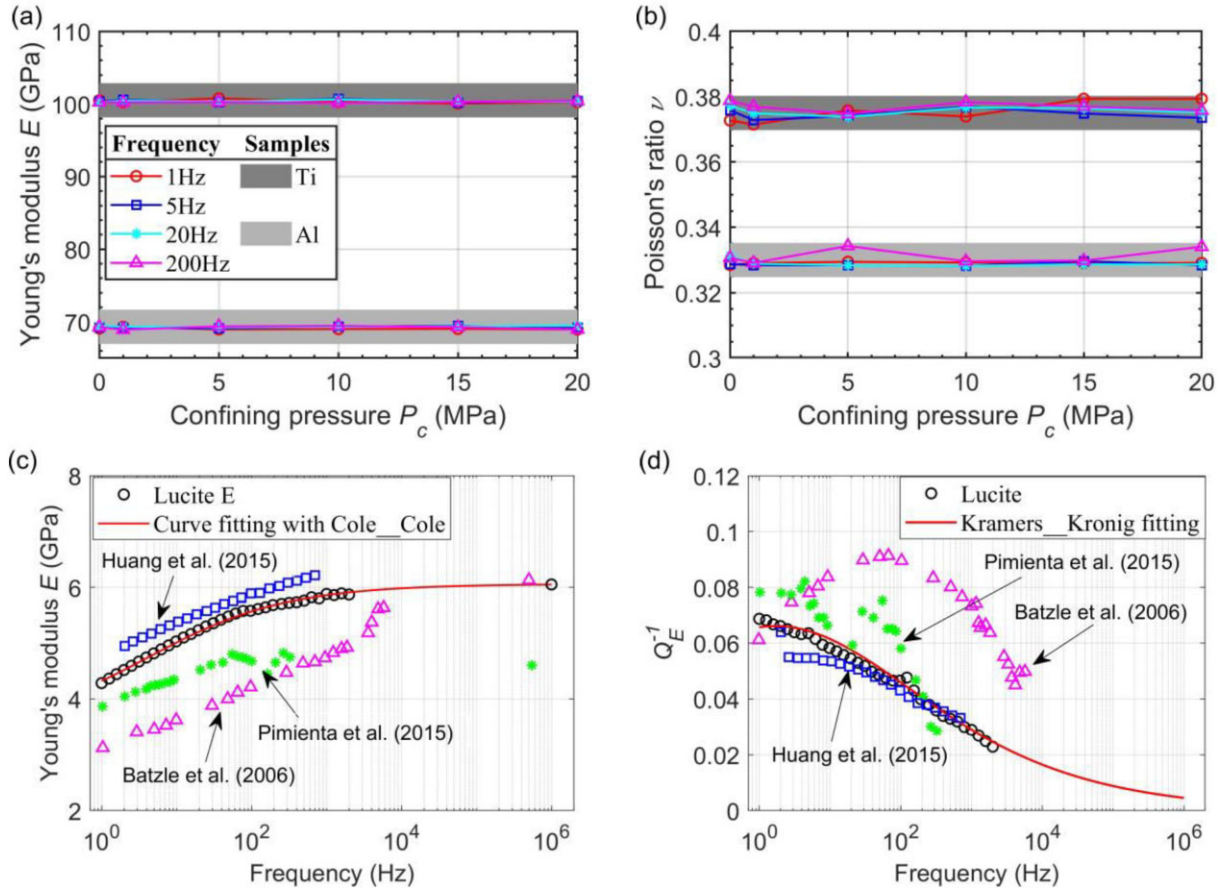 (a)
Young's modulus E (GPa)
110
100
90
80
70
Frequency Samples
1Hz Ti
5Hz
20Hz Al
200Hz
0 5 10 15 20
Confining pressure P_c (MPa)
(b)
Poisson's ratio ν
0.4
0.38
0.36
0.34
0.32
0.3
0 5 10 15 20
Confining pressure P_c (MPa)
(c)
Young's modulus E (GPa)
8
6
4
2
Lucite E
Curve fitting with Cole__Cole
Huang et al. (2015)
Pimienta et al. (2015)
Batzle et al. (2006)
10^0 10^2 10^4 10^6
Frequency (Hz)
(d)
Q_E^-1
0.12
0.1
0.08
0.06
0.04
0.02
0
Lucite
Kramers__Kronig fitting
Pimienta et al. (2015)
Batzle et al. (2006)
Huang et al. (2015)
10^0 10^2 10^4 10^6
Frequency (Hz)